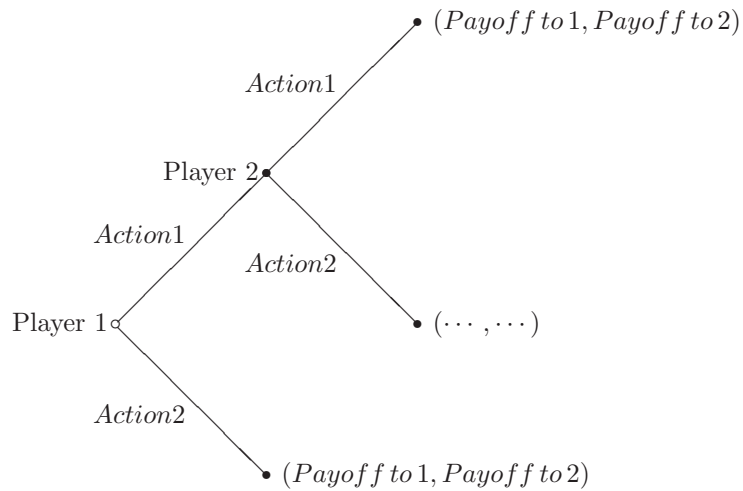 (Payoff to 1, Payoff to 2)
Action1
Player 2
Action1
Action2
Player 1
(⋯ , ⋯)
Action2
(Payoff to 1, Payoff to 2)